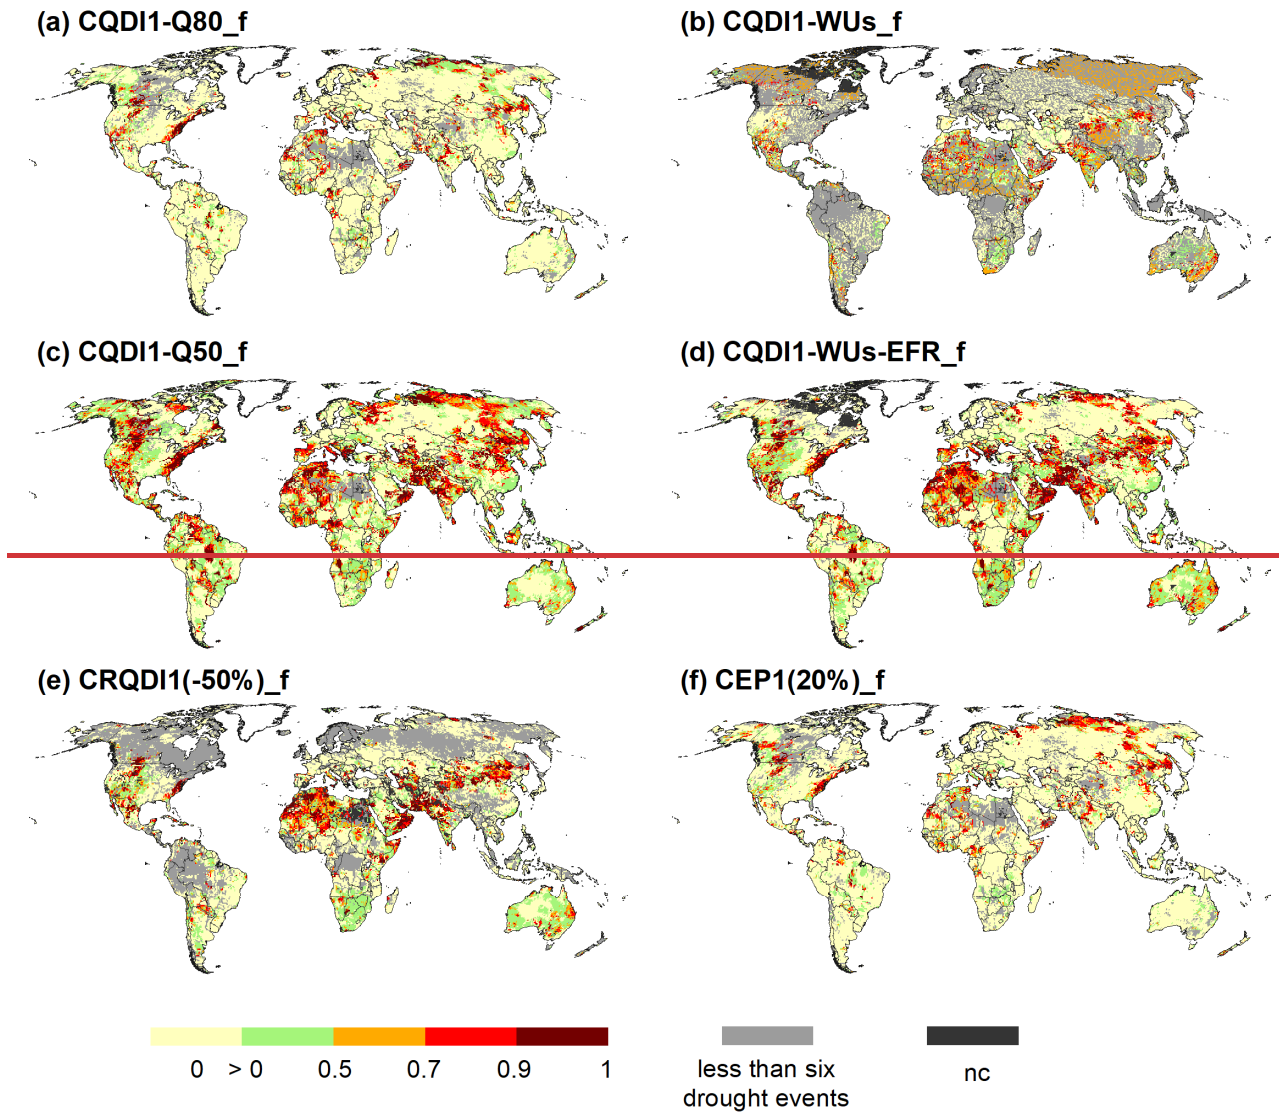 (a) CQDI1-Q80_f
(b) CQDI1-WUs_f
(c) CQDI1-Q50_f
(d) CQDI1-WUs-EFR_f
(e) CRQDI1(-50%)_f
(f) CEP1(20%)_f
0 > 0 0.5 0.7 0.9 1
less than six
drought events
nc